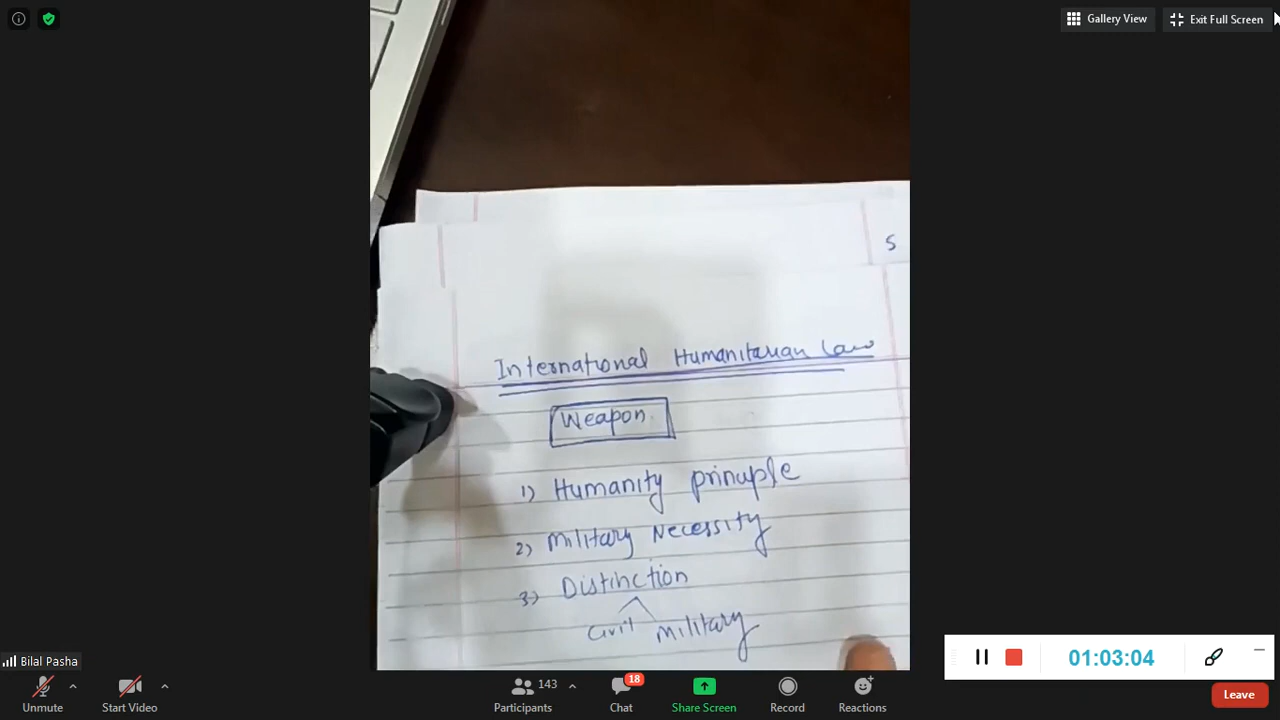 Gallery View
Exit Full Screen
S
International Humanitarian Law
Weapon.
1) Humanity principle
2) Military Necessity
3) Distinction
Civil Military
Bilal Pasha
01:03:04
143
18
Unmute
Start Video
Participants
Chat
Share Screen
Record
Reactions
Leave